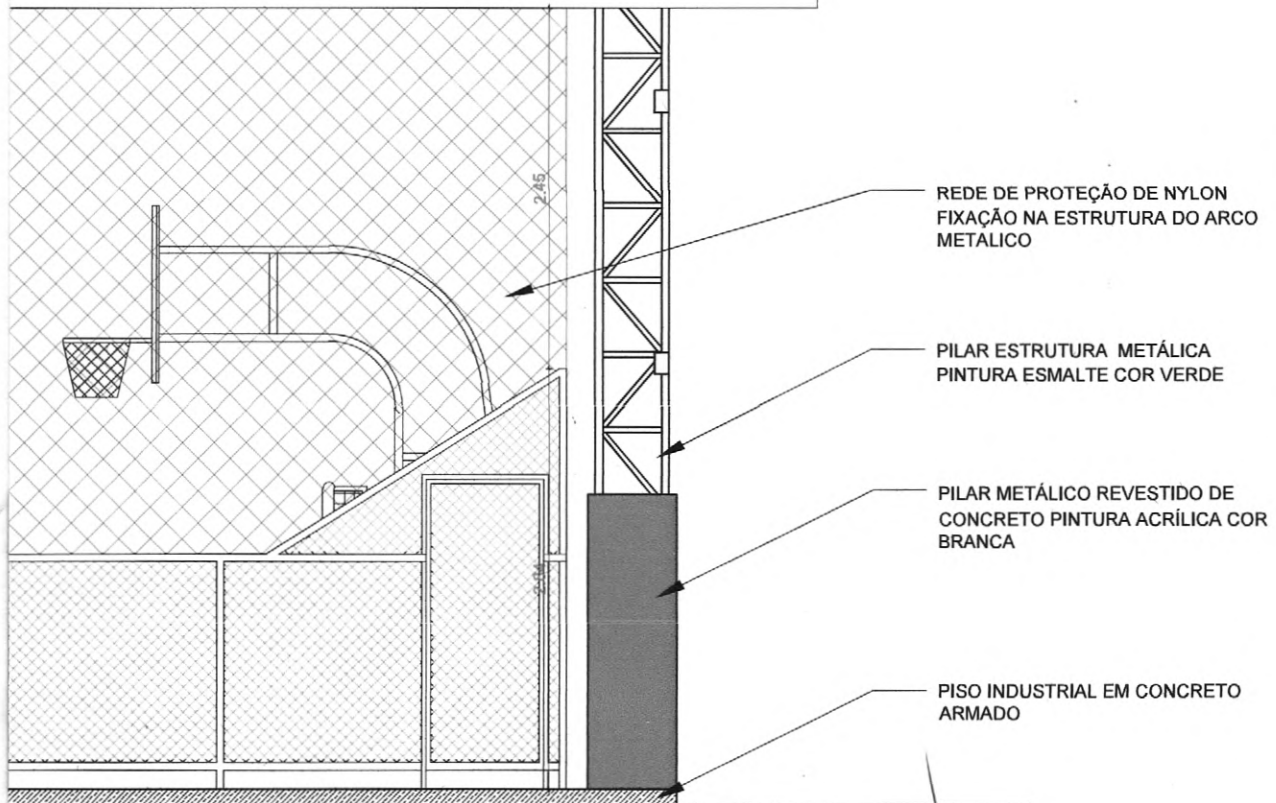 2.45
REDE DE PROTEÇÃO DE NYLON
FIXAÇÃO NA ESTRUTURA DO ARCO
METALICO
PILAR ESTRUTURA METÁLICA
PINTURA ESMALTE COR VERDE
PILAR METÁLICO REVESTIDO DE
CONCRETO PINTURA ACRÍLICA COR
BRANCA
PISO INDUSTRIAL EM CONCRETO
ARMADO